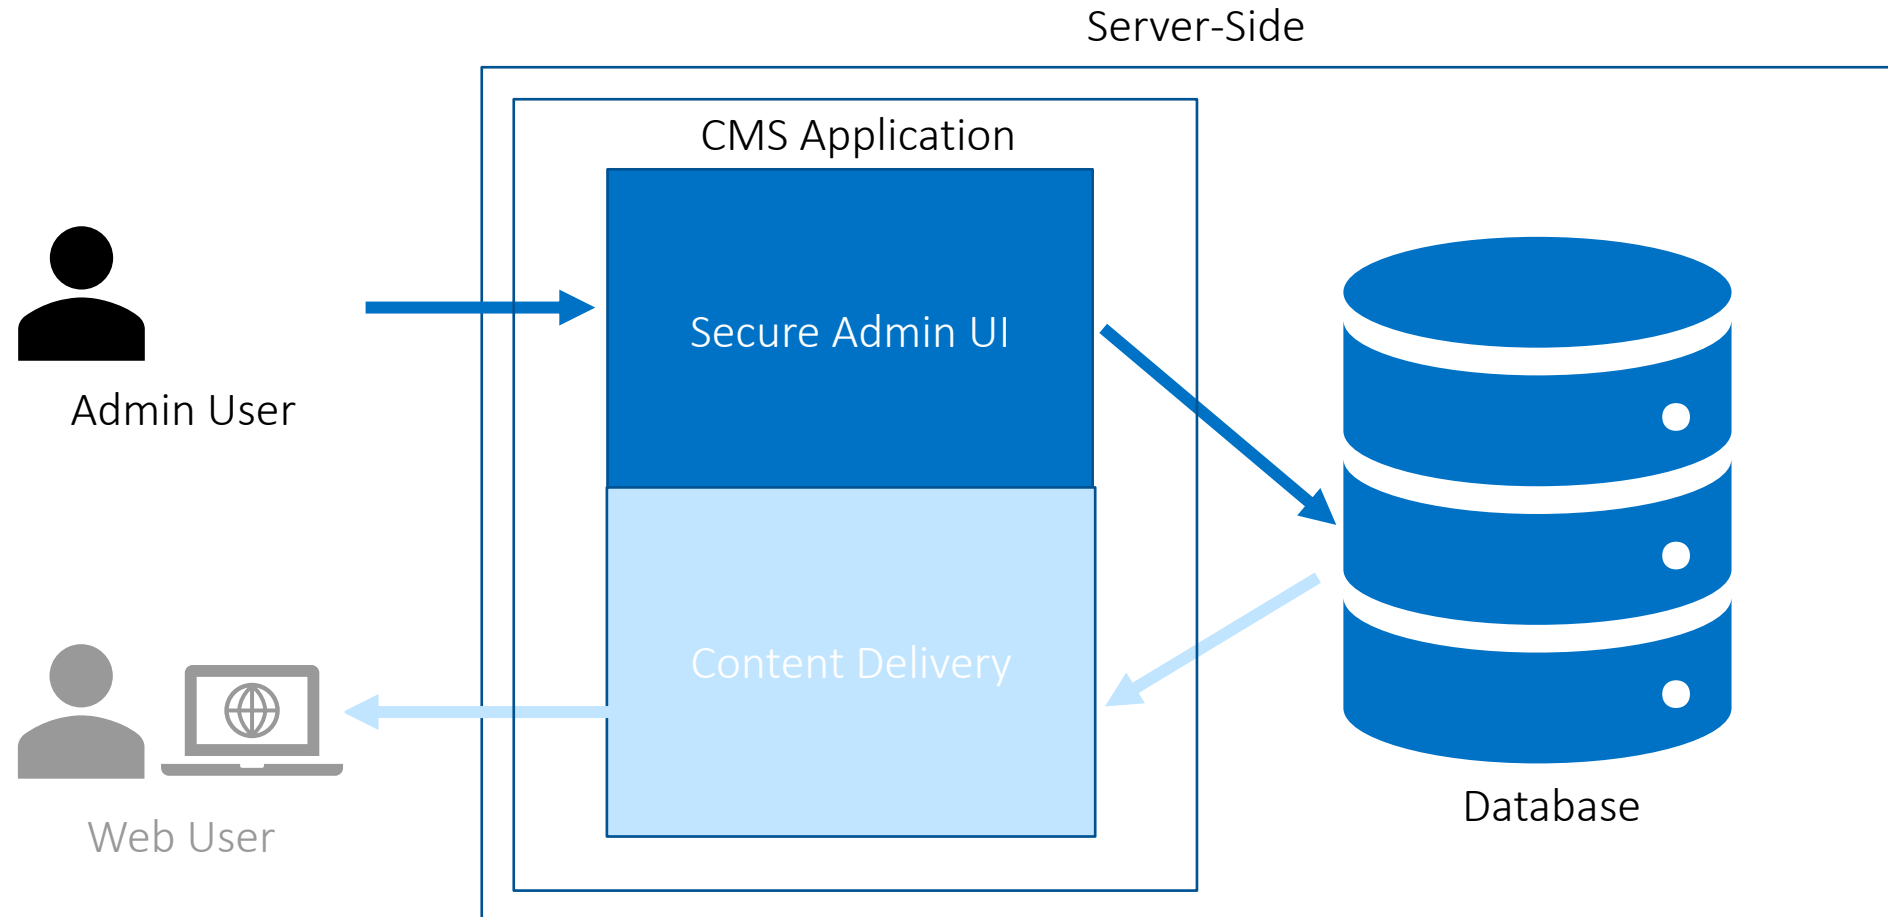 Server-Side
CMS Application
Secure Admin UI
Admin User
Content Delivery
Database
Web User